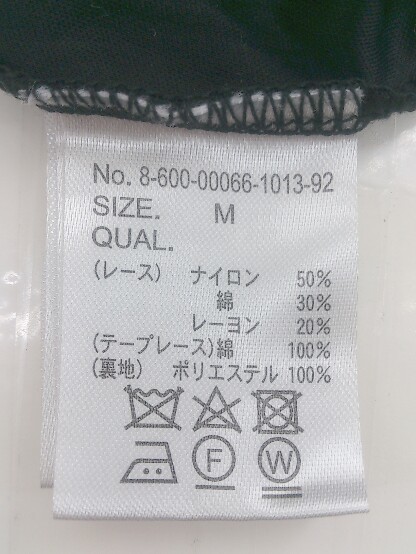 No. 8-600-00066-1013-92
SIZE. M
QUAL.
(レース) ナイロン 50%
綿 30%
レーヨン 20%
(テープレース)綿 100%
(裏地) ポリエステル 100%
F W